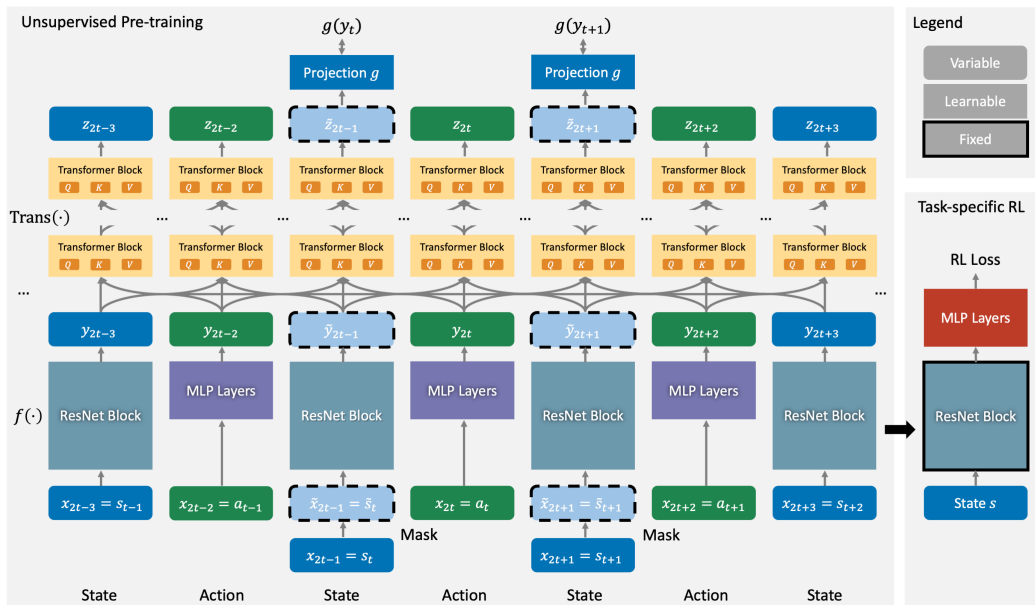 Unsupervised Pre-training
g(y_t) g(y_{t+1})
Projection g Projection g
z_{2t−3} z_{2t−2} z̃_{2t−1} z_{2t} z̃_{2t+1} z_{2t+2} z_{2t+3}
Transformer Block Transformer Block Transformer Block Transformer Block Transformer Block Transformer Block Transformer Block
Q K V Q K V Q K V Q K V Q K V Q K V Q K V
Trans(·) ... ... ... ... ... ...
Transformer Block Transformer Block Transformer Block Transformer Block Transformer Block Transformer Block Transformer Block
Q K V Q K V Q K V Q K V Q K V Q K V Q K V
... ...
y_{2t−3} y_{2t−2} ỹ_{2t−1} y_{2t} ỹ_{2t+1} y_{2t+2} y_{2t+3}
f(·) ResNet Block MLP Layers ResNet Block MLP Layers ResNet Block MLP Layers ResNet Block
x_{2t−3} = s_{t−1} x_{2t−2} = a_{t−1} x̃_{2t−1} = s̃_t x_{2t} = a_t x̃_{2t+1} = s̃_{t+1} x_{2t+2} = a_{t+1} x_{2t+3} = s_{t+2}
Mask Mask
x_{2t−1} = s_t x_{2t+1} = s_{t+1}
State Action State Action State Action State
Legend
Variable
Learnable
Fixed
Task-specific RL
RL Loss
MLP Layers
ResNet Block
State s